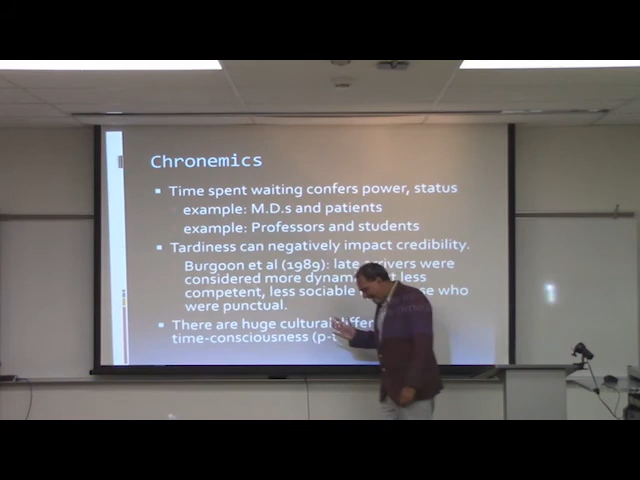 Chronemics
Time spent waiting confers power, status
example: M.D.s and patients
example: Professors and students
Tardiness can negatively impact credibility.
Burgoon et al (1989): late arrivers were
considered more dynamic less
competent, less sociable who
were punctual.
There are huge cultural
time-consciousness (p-t